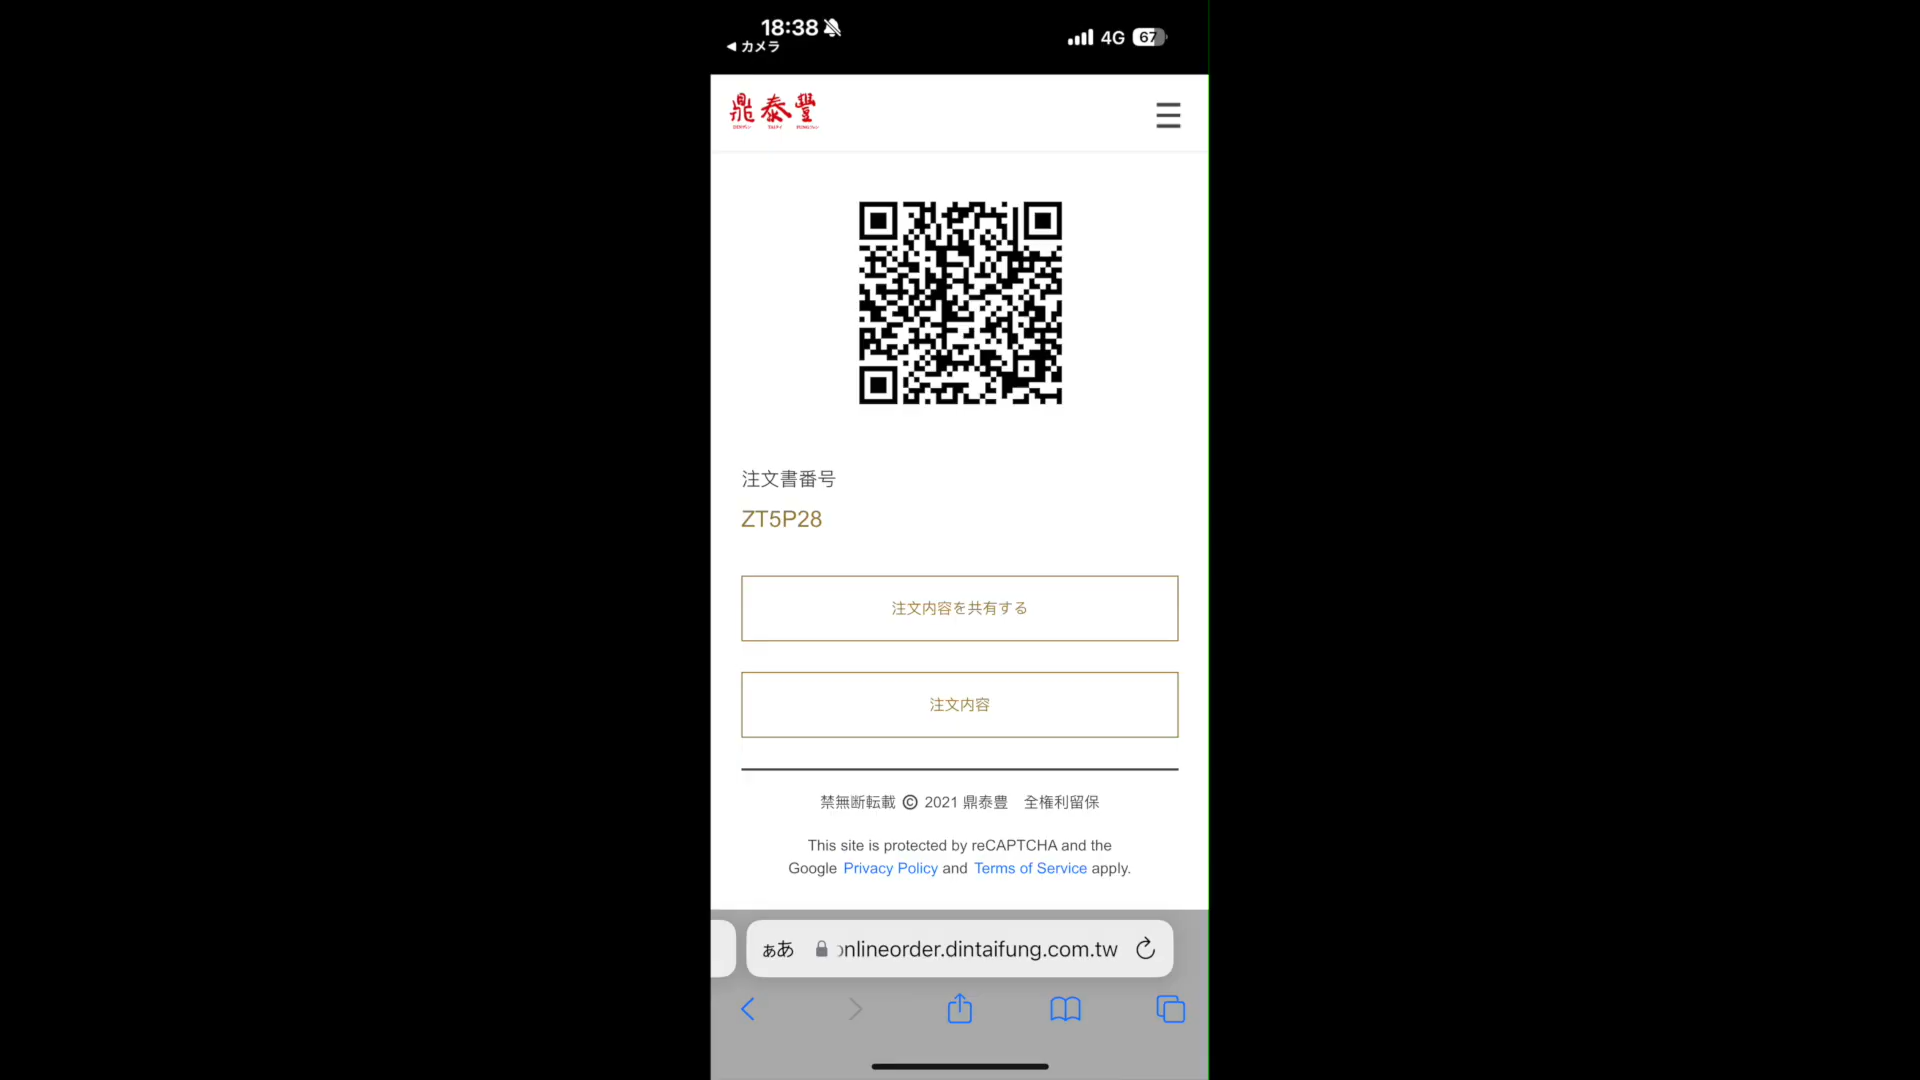 18:38
◀ カメラ
4G 67
鼎泰豐
注文書番号
ZT5P28
注文内容を共有する
注文内容
禁無断転載 © 2021 鼎泰豊　全権利留保
This site is protected by reCAPTCHA and the
Google Privacy Policy and Terms of Service apply.
ぁあ nlineorder.dintaifung.com.tw